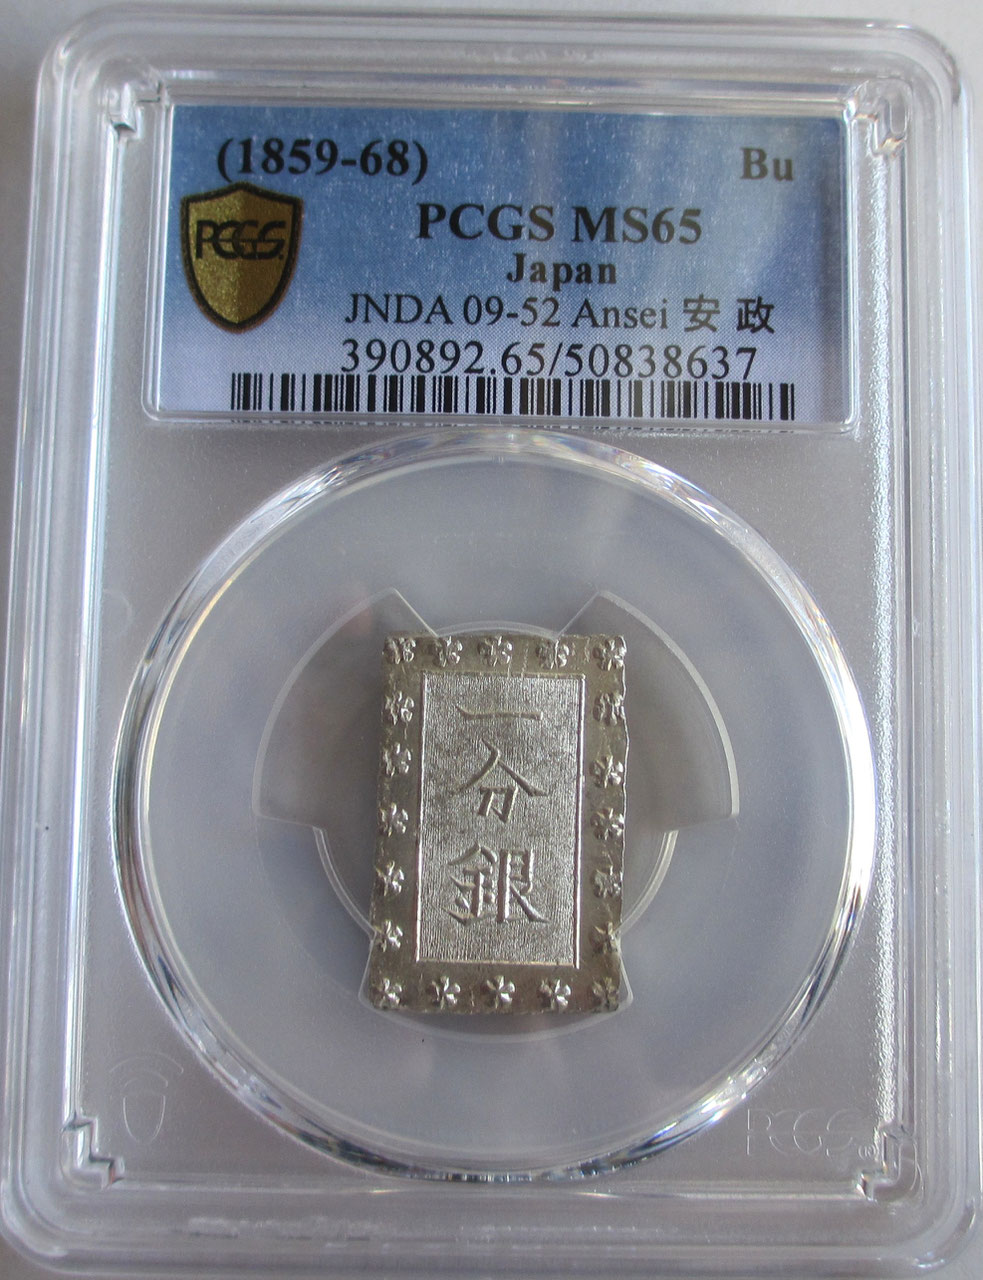 (1859-68) Bu
PCGS
PCGS MS65
Japan
JNDA 09-52 Ansei 安政
390892.65/50838637
一
分
銀
PCGS